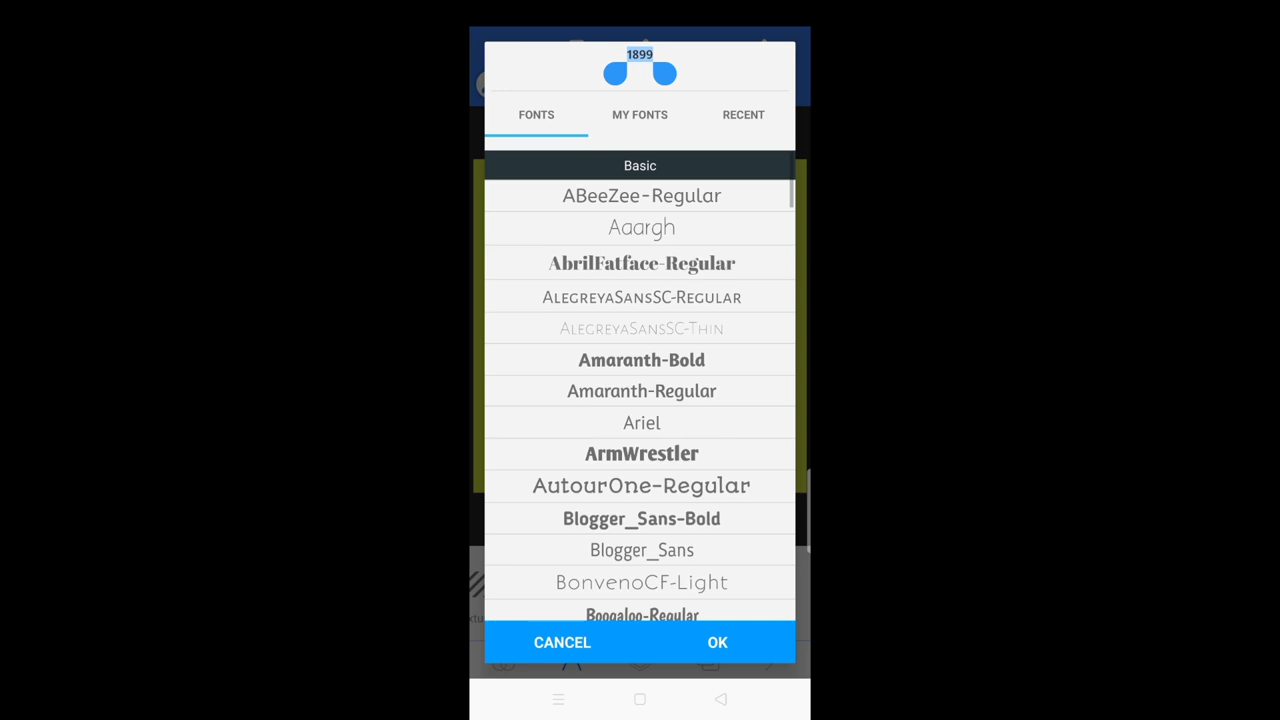 1899
FONTS MY FONTS RECENT
Basic
ABeeZee-Regular
Aaargh
AbrilFatface-Regular
AlegreyaSansSC-Regular
AlegreyaSansSC-Thin
Amaranth-Bold
Amaranth-Regular
Ariel
ArmWrestler
AutourOne-Regular
Blogger_Sans-Bold
Blogger_Sans
BonvenoCF-Light
Boogaloo-Regular
CANCEL OK